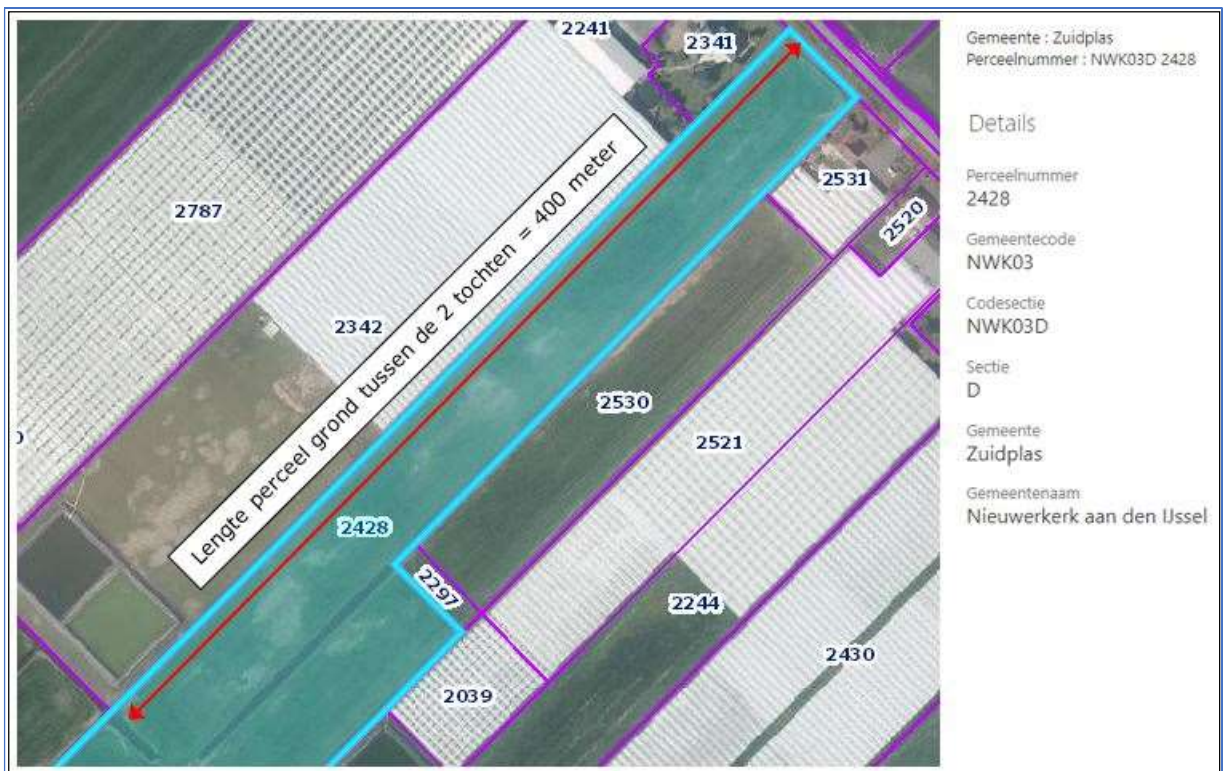 2241
2341
2787
2531
2520
Lengte perceel grond tussen de 2 tochten = 400 meter
2342
2530
2521
2428
2297
2244
2430
2039
Gemeente : Zuidplas
Perceelnummer : NWK03D 2428
Details
Perceelnummer
2428
Gemeentecode
NWK03
Codesectie
NWK03D
Sectie
D
Gemeente
Zuidplas
Gemeentenaam
Nieuwerkerk aan den IJssel